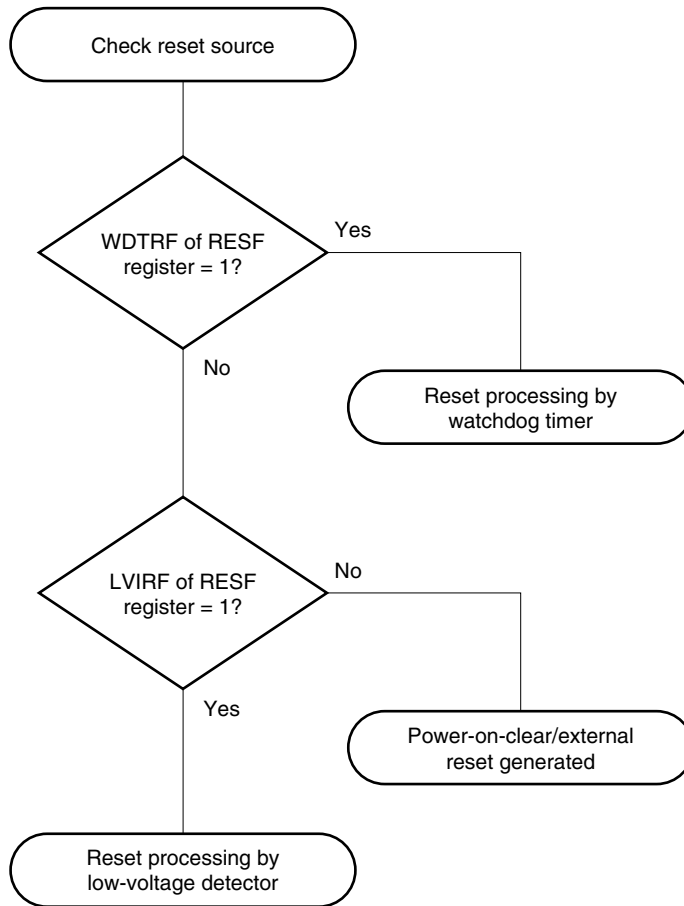 Check reset source
WDTRF of RESF
register = 1?
Yes
No
Reset processing by
watchdog timer
LVIRF of RESF
register = 1?
No
Yes
Power-on-clear/external
reset generated
Reset processing by
low-voltage detector